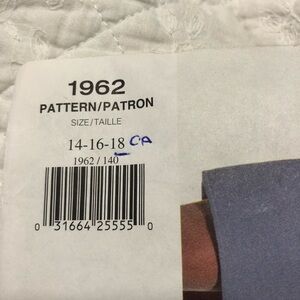 1962
PATTERN/PATRON
SIZE/TAILLE
14-16-18 CA
1962 / 140
0 31664 25555 0